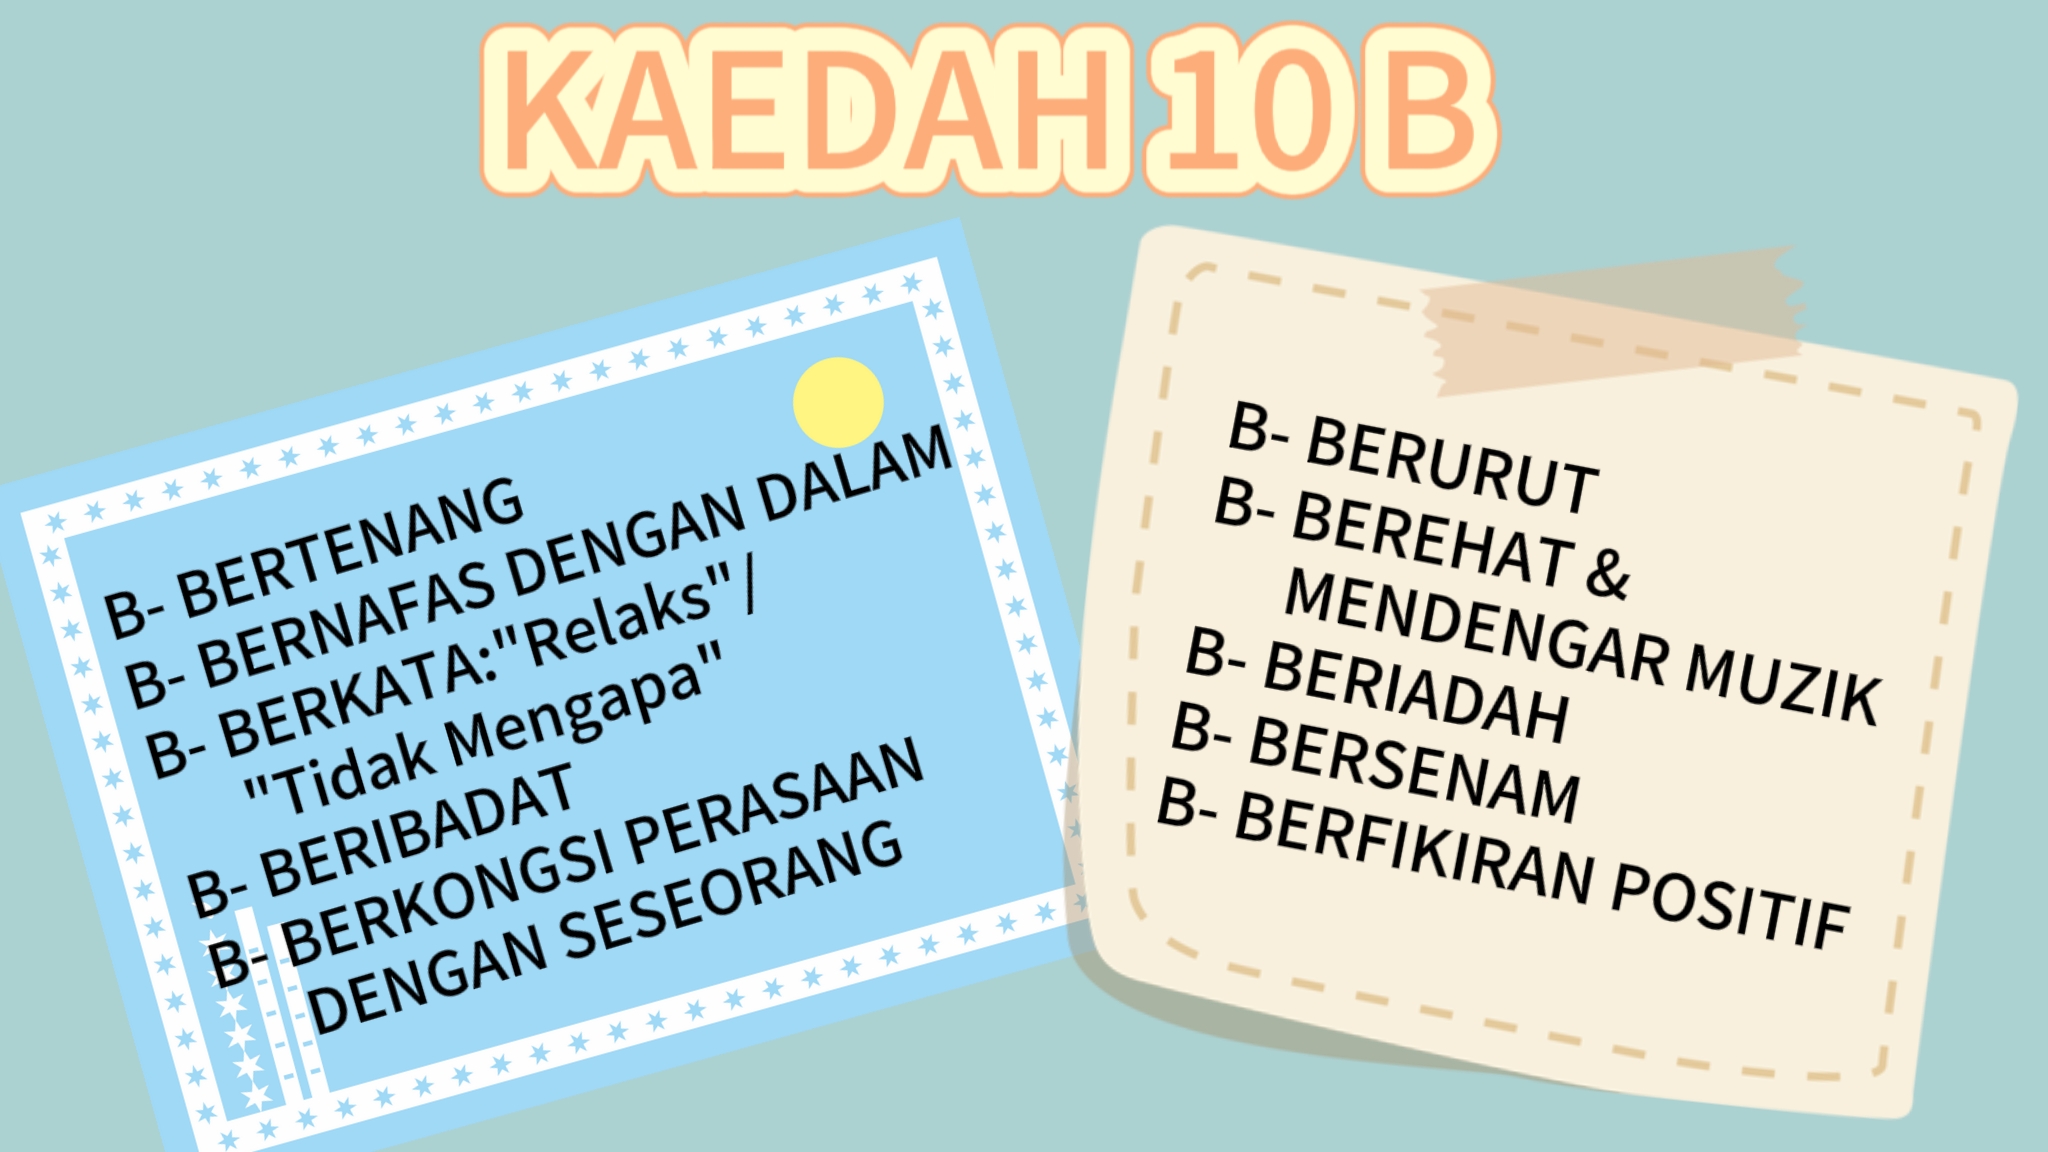 KAEDAH 10 B
B- BERTENANG
B- BERNAFAS DENGAN DALAM
B- BERKATA:"Relaks"/
"Tidak Mengapa"
B- BERIBADAT
B- BERKONGSI PERASAAN
DENGAN SESEORANG
B- BERURUT
B- BEREHAT &
MENDENGAR MUZIK
B- BERIADAH
B- BERSENAM
B- BERFIKIRAN POSITIF